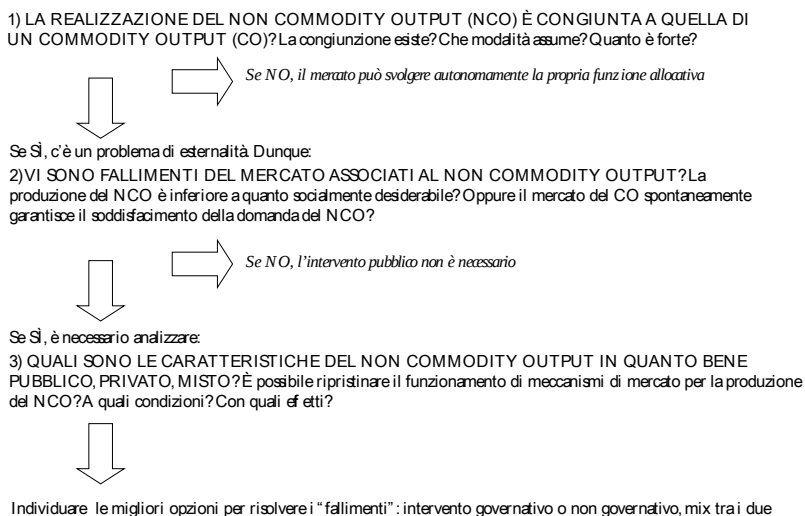 1) LA REALIZZAZIONE DEL NON COMMODITY OUTPUT (NCO) È CONGIUNTA A QUELLA DI
UN COMMODITY OUTPUT (CO)? La congiunzione esiste? Che modalità assume? Quanto è forte?
Se NO, il mercato può svolgere autonomamente la propria funzione allocativa
Se SÌ, c'è un problema di esternalità. Dunque:
2) VI SONO FALLIMENTI DEL MERCATO ASSOCIATI AL NON COMMODITY OUTPUT? La
produzione del NCO è inferiore a quanto socialmente desiderabile? Oppure il mercato del CO spontaneamente
garantisce il soddisfacimento della domanda del NCO?
Se NO, l'intervento pubblico non è necessario
Se SÌ, è necessario analizzare:
3) QUALI SONO LE CARATTERISTICHE DEL NON COMMODITY OUTPUT IN QUANTO BENE
PUBBLICO, PRIVATO, MISTO? È possibile ripristinare il funzionamento di meccanismi di mercato per la produzione
del NCO? A quali condizioni? Con quali ef etti?
Individuare le migliori opzioni per risolvere i "fallimenti": intervento governativo o non governativo, mix tra i due